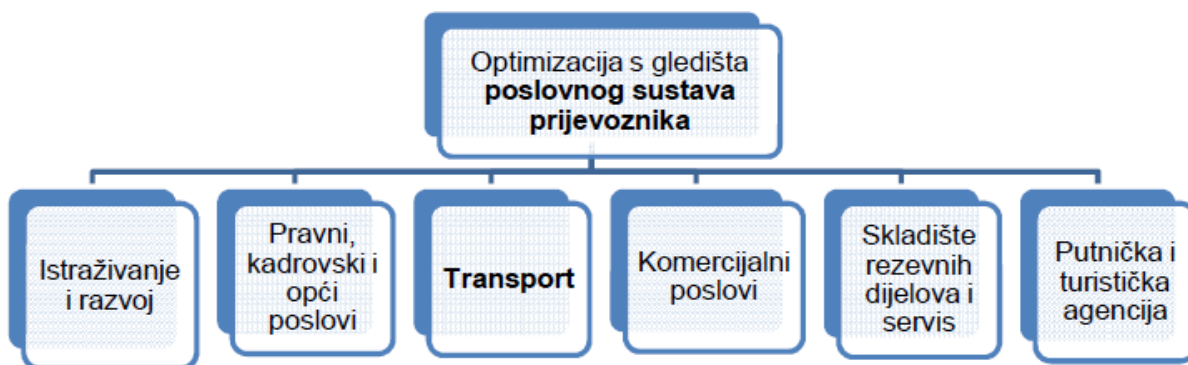 Optimizacija s gledišta
poslovnog sustava
prijevoznika
Istraživanje
i razvoj
Pravni,
kadrovski i
opći
poslovi
Transport
Komercijalni
poslovi
Skladište
rezevnih
dijelova i
servis
Putnička i
turistička
agencija